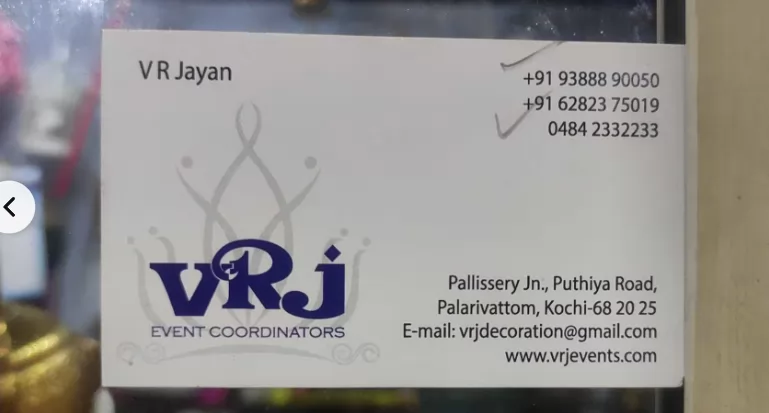 V R Jayan
+91 93888 90050
+91 62823 75019
0484 2332233
VRJ
EVENT COORDINATORS
Pallissery Jn., Puthiya Road,
Palarivattom, Kochi-68 20 25
E-mail: vrjdecoration@gmail.com
www.vrjevents.com